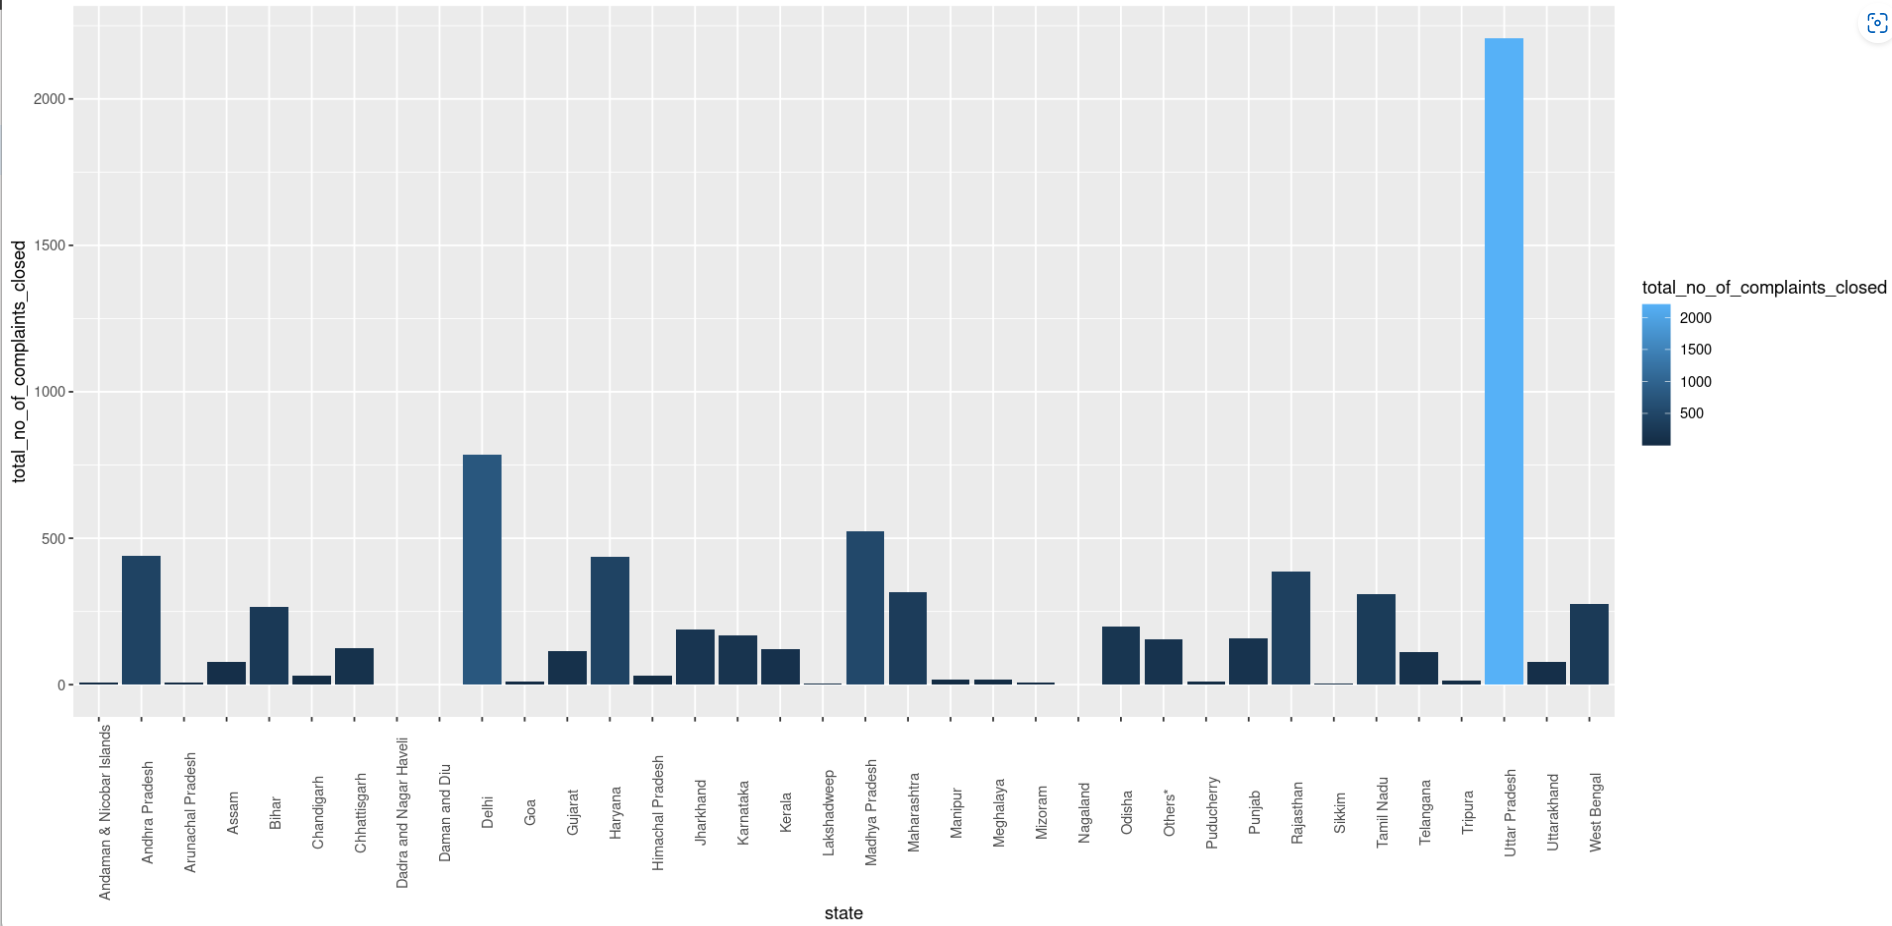 total_no_of_complaints_closed
2000
1500
1000
500
0
Andaman & Nicobar Islands
Andhra Pradesh
Arunachal Pradesh
Assam
Bihar
Chandigarh
Chhattisgarh
Dadra and Nagar Haveli
Daman and Diu
Delhi
Goa
Gujarat
Haryana
Himachal Pradesh
Jharkhand
Karnataka
Kerala
Lakshadweep
Madhya Pradesh
Maharashtra
Manipur
Meghalaya
Mizoram
Nagaland
Odisha
Others*
Puducherry
Punjab
Rajasthan
Sikkim
Tamil Nadu
Telangana
Tripura
Uttar Pradesh
Uttarakhand
West Bengal
state
total_no_of_complaints_closed
2000
1500
1000
500